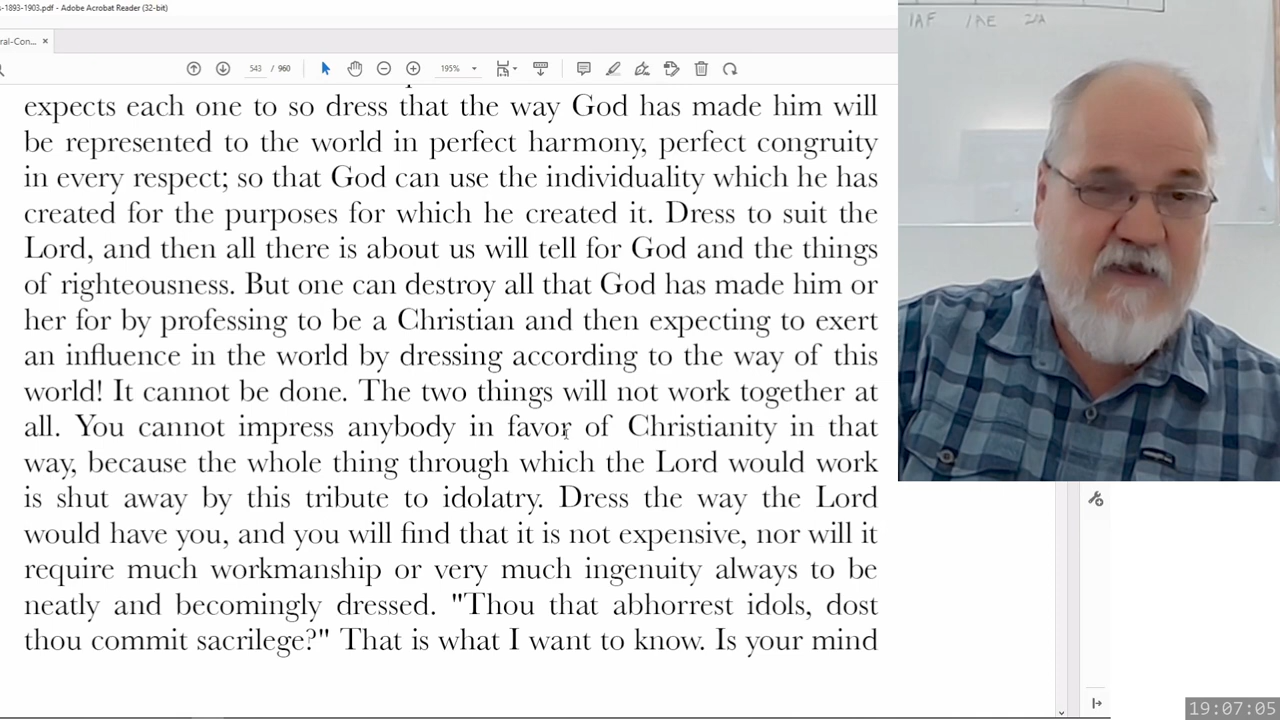 s-1893-1903.pdf - Adobe Acrobat Reader (32-bit)
ral-Con... ×
543 / 960
195%
expects each one to so dress that the way God has made him will
be represented to the world in perfect harmony, perfect congruity
in every respect; so that God can use the individuality which he has
created for the purposes for which he created it. Dress to suit the
Lord, and then all there is about us will tell for God and the things
of righteousness. But one can destroy all that God has made him or
her for by professing to be a Christian and then expecting to exert
an influence in the world by dressing according to the way of this
world! It cannot be done. The two things will not work together at
all. You cannot impress anybody in favor of Christianity in that
way, because the whole thing through which the Lord would work
is shut away by this tribute to idolatry. Dress the way the Lord
would have you, and you will find that it is not expensive, nor will it
require much workmanship or very much ingenuity always to be
neatly and becomingly dressed. "Thou that abhorrest idols, dost
thou commit sacrilege?" That is what I want to know. Is your mind
19:07:05